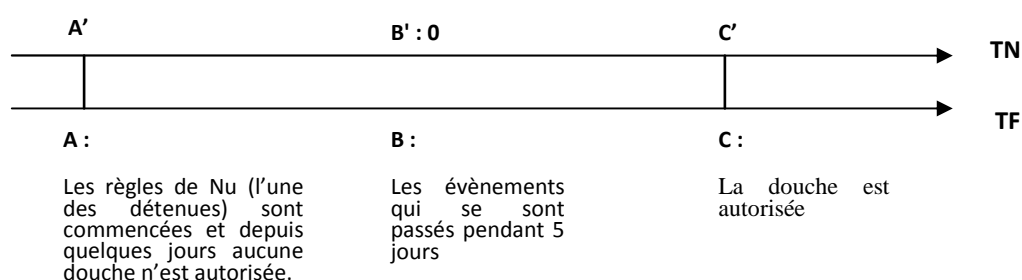 A’ B' : 0 C’
TN
TF
A :
Les règles de Nu (l’une
des détenues) sont
commencées et depuis
quelques jours aucune
douche n’est autorisée.
B :
Les évènements
qui se sont
passés pendant 5
jours
C :
La douche est
autorisée